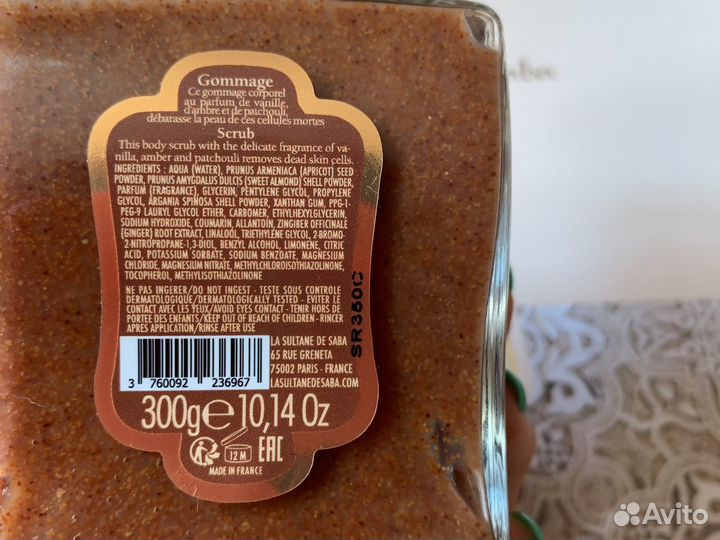 Gommage
Ce gommage corporel
au parfum de vanille,
d'ambre et de patchouli,
débarasse la peau de ces cellules mortes
Scrub
This body scrub with the delicate fragrance of va-
nilla, amber and patchouli removes dead skin cells.
INGREDIENTS : AQUA (WATER), PRUNUS ARMENIACA (APRICOT) SEED
POWDER, PRUNUS AMYGDALUS DULCIS (SWEET ALMOND) SHELL POWDER,
PARFUM (FRAGRANCE), GLYCERIN, PENTYLENE GLYCOL, PROPYLENE
GLYCOL, ARGANIA SPINOSA SHELL POWDER, XANTHAN GUM, PPG-1-
PEG-9 LAURYL GLYCOL ETHER, CARBOMER, ETHYLHEXYLGLYCERIN,
SODIUM HYDROXIDE, COUMARIN, ALLANTOIN, ZINGIBER OFFICINALE
(GINGER) ROOT EXTRACT, LINALOOL, TRIETHYLENE GLYCOL, 2-BROMO-
2-NITROPROPANE-1,3-DIOL, BENZYL ALCOHOL, LIMONENE, CITRIC
ACID, POTASSIUM SORBATE, SODIUM BENZOATE, MAGNESIUM
CHLORIDE, MAGNESIUM NITRATE, METHYLCHLOROISOTHIAZOLINONE,
TOCOPHEROL, METHYLISOTHIAZOLINONE
NE PAS INGERER/DO NOT INGEST - TESTE SOUS CONTROLE
DERMATOLOGIQUE/DERMATOLOGICALLY TESTED - EVITER LE
CONTACT AVEC LES YEUX/AVOID EYES CONTACT - TENIR HORS DE
PORTEE DES ENFANTS/KEEP OUT OF REACH OF CHILDREN - RINCER
APRES APPLICATION/RINSE AFTER USE
SR350C
LA SULTANE DE SABA
65 RUE GRENETA
75002 PARIS - FRANCE
LASULTANEDESABA.COM
3 760092 236967
300g e 10,14 Oz
12 M
EAC
MADE IN FRANCE
Avito